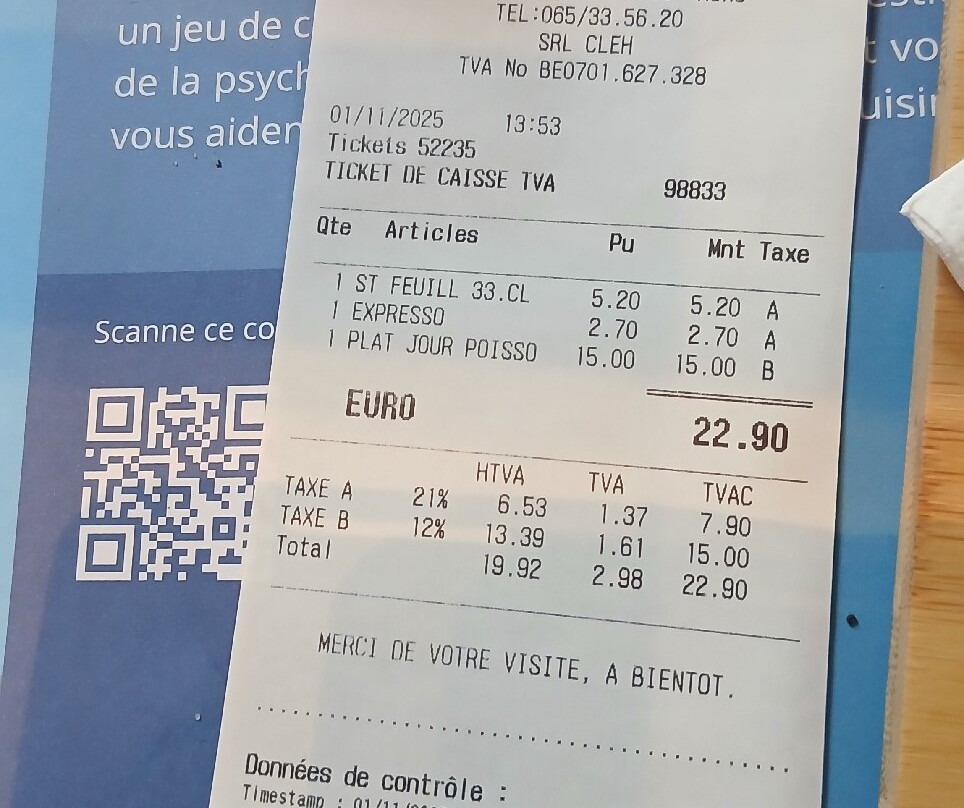 un jeu de
de la
vous
TEL:065/33.56.20
SRL CLEH
TVA No BE0701.627.328
01/11/2025 13:53
Tickets 52235
TICKET DE CAISSE TVA 98833
Qte Articles Pu Mnt Taxe
1 ST FEUILL 33.CL 5.20 5.20 A
1 EXPRESSO 2.70 2.70 A
1 PLAT JOUR POISSO 15.00 15.00 B
EURO 22.90
HTVA TVA TVAC
TAXE A 21% 6.53 1.37 7.90
TAXE B 12% 13.39 1.61 15.00
Total 19.92 2.98 22.90
MERCI DE VOTRE VISITE, A BIENTOT.
Données de contrôle :
Timestamp : 01/11/
Scanne ce